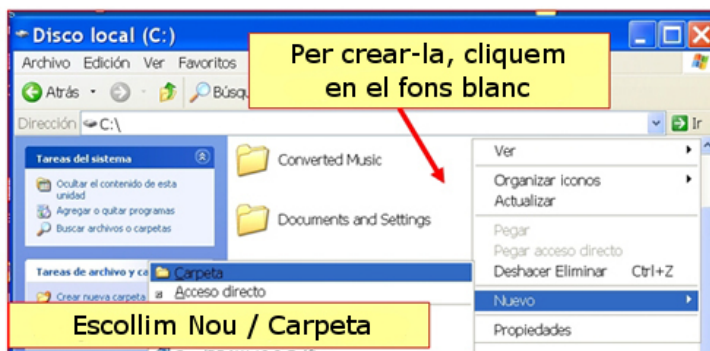 Disco local (C:)
Per crear-la, cliquem
en el fons blanc
Archivo Edición Ver Favoritos
Atrás
Dirección C:\
Ir
Tareas del sistema
Ocultar el contenido de esta
unidad
Agregar o quitar programas
Buscar archivos o carpetas
Tareas de archivo y
Crear nueva carpeta
Converted Music
Documents and Settings
Carpeta
Acceso directo
Ver
Organizar iconos
Actualizar
Pegar
Pegar acceso directo
Deshacer Eliminar Ctrl+Z
Nuevo
Propiedades
Escollim Nou / Carpeta